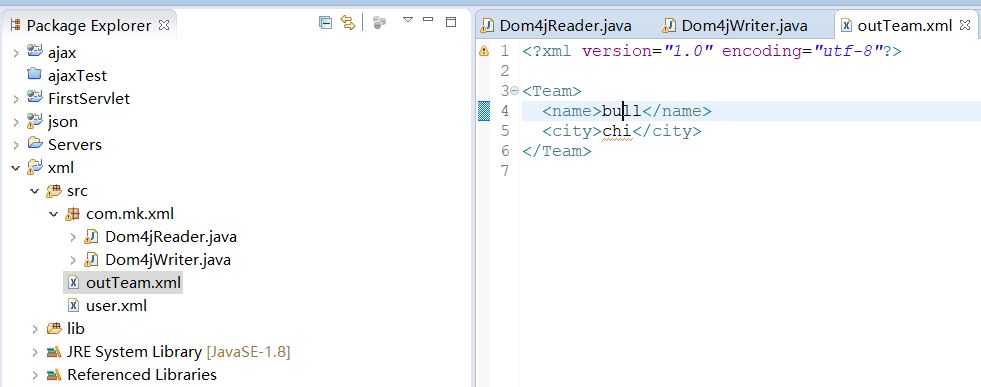 Package Explorer
ajax
ajaxTest
FirstServlet
json
Servers
xml
src
com.mk.xml
Dom4jReader.java
Dom4jWriter.java
outTeam.xml
user.xml
lib
JRE System Library [JavaSE-1.8]
Referenced Libraries
Dom4jReader.java Dom4jWriter.java outTeam.xml
1 <?xml version="1.0" encoding="utf-8"?>
2
3 <Team>
4 <name>bull</name>
5 <city>chi</city>
6 </Team>
7